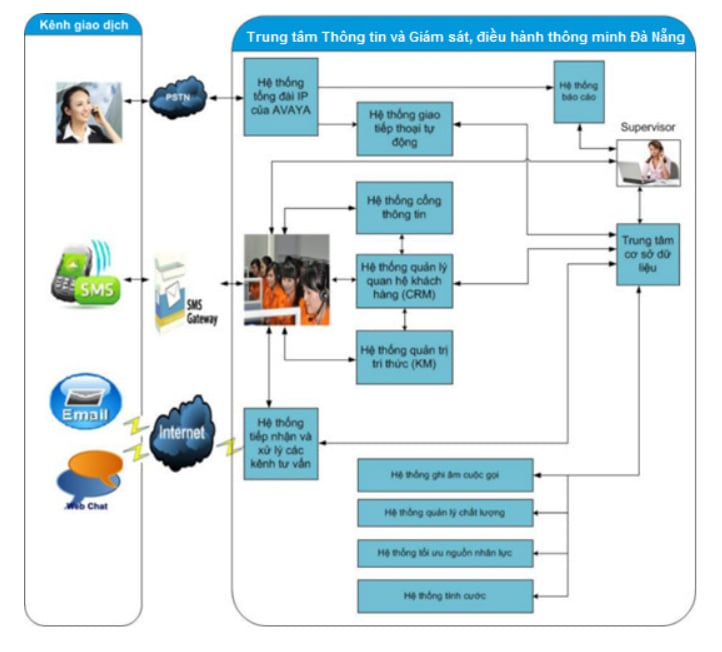 Kênh giao dịch
Trung tâm Thông tin và Giám sát, điều hành thông minh Đà Nẵng
PSTN
Hệ thống
tổng đài IP
của AVAYA
Hệ thống
báo cáo
Hệ thống giao
tiếp thoại tự
động
Supervisor
Hệ thống cổng
thông tin
Trung tâm
cơ sở dữ
liệu
SMS
SMS
Gateway
Hệ thống quản lý
quan hệ khách
hàng (CRM)
Hệ thống quản trị
tri thức (KM)
Email
Internet
Hệ thống
tiếp nhận và
xử lý các
kênh tư vấn
Web Chat
Hệ thống ghi âm cuộc gọi
Hệ thống quản lý chất lượng
Hệ thống tối ưu nguồn nhân lực
Hệ thống tính cước